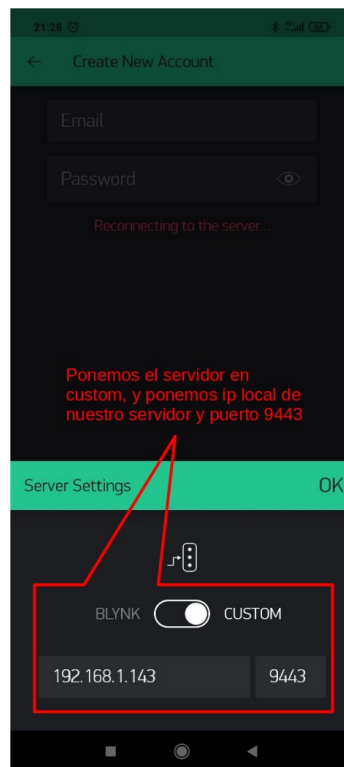 21:28
Create New Account
Email
Password
Reconnecting to the server...
Ponemos el servidor en
custom, y ponemos ip local de
nuestro servidor y puerto 9443
Server Settings OK
BLYNK CUSTOM
192.168.1.143 9443